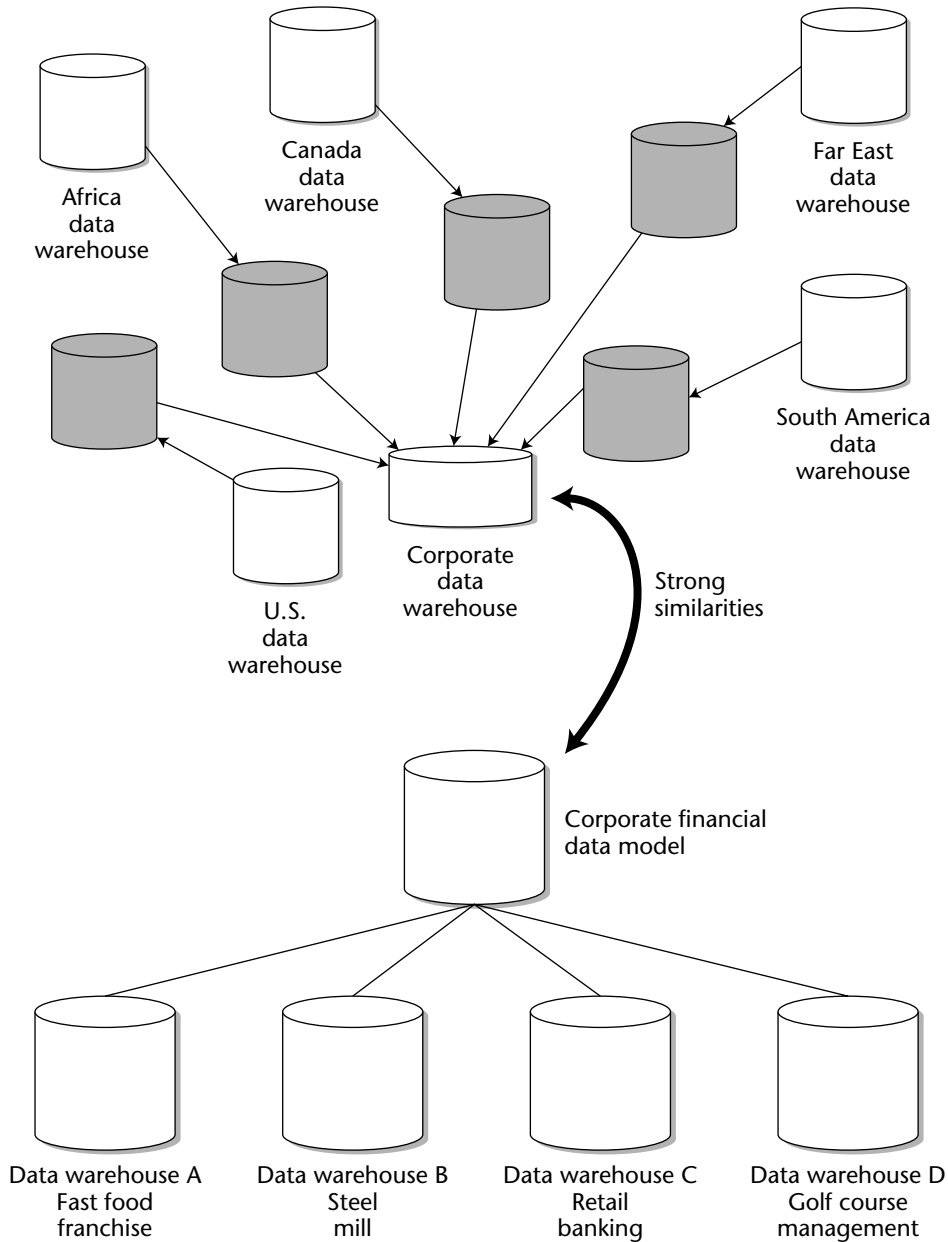 Canada
data
warehouse
Far East
data
warehouse
Africa
data
warehouse
South America
data
warehouse
Corporate
data
warehouse
U.S.
data
warehouse
Strong
similarities
Corporate financial
data model
Data warehouse A
Fast food
franchise
Data warehouse B
Steel
mill
Data warehouse C
Retail
banking
Data warehouse D
Golf course
management